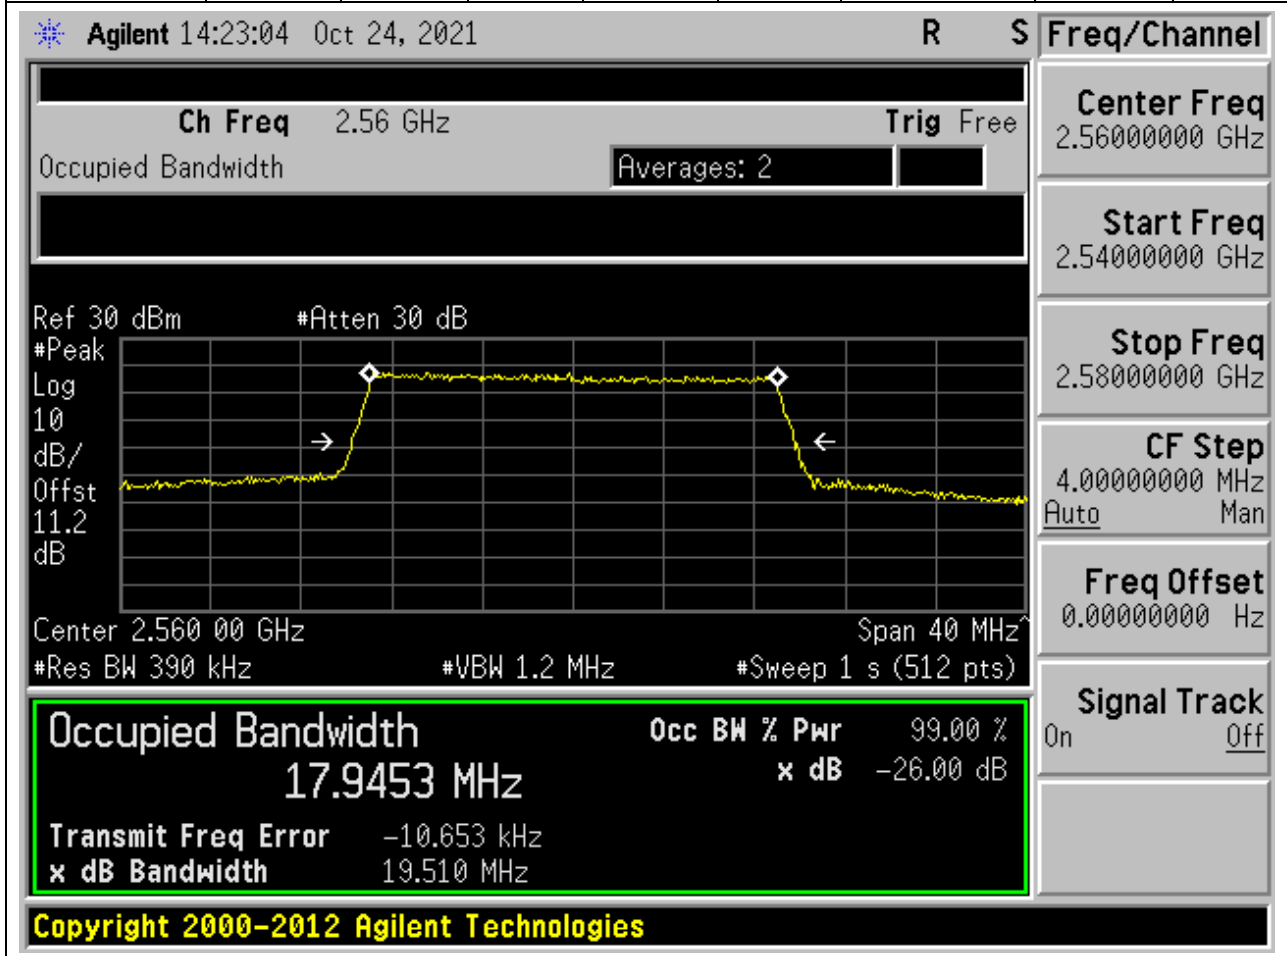 Agilent 14:23:04 Oct 24, 2021 R S Freq/Channel
Ch Freq 2.56 GHz Trig Free
Occupied Bandwidth Averages: 2
Center Freq
2.56000000 GHz
Start Freq
2.54000000 GHz
Stop Freq
2.58000000 GHz
CF Step
4.00000000 MHz
Auto Man
Freq Offset
0.00000000 Hz
Signal Track
On Off
Ref 30 dBm #Atten 30 dB
#Peak
Log
10
dB/
Offst
11.2
dB
Center 2.560 00 GHz Span 40 MHz^
#Res BW 390 kHz #VBW 1.2 MHz #Sweep 1 s (512 pts)
Occupied Bandwidth Occ BW % Pwr 99.00 %
17.9453 MHz x dB -26.00 dB
Transmit Freq Error -10.653 kHz
x dB Bandwidth 19.510 MHz
Copyright 2000-2012 Agilent Technologies